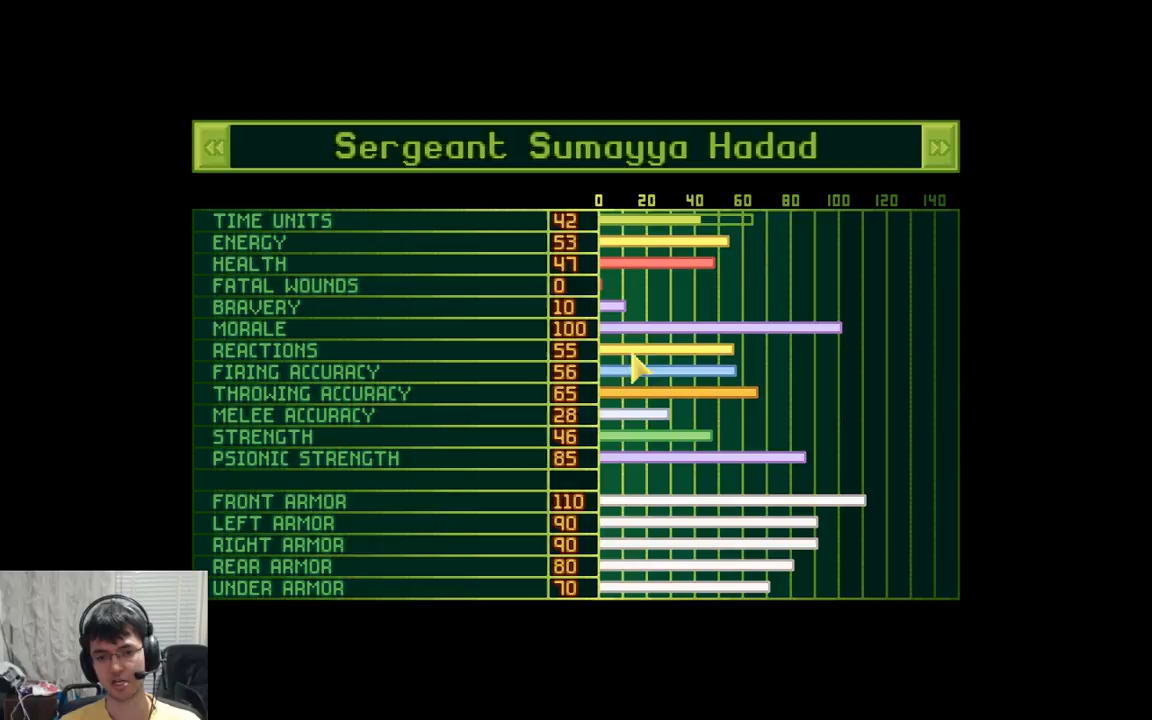 Sergeant Sumayya Hadad
0 20 40 60 80 100 120 140
TIME UNITS 42
ENERGY 53
HEALTH 47
FATAL WOUNDS 0
BRAVERY 10
MORALE 100
REACTIONS 55
FIRING ACCURACY 56
THROWING ACCURACY 65
MELEE ACCURACY 28
STRENGTH 46
PSIONIC STRENGTH 85
FRONT ARMOR 110
LEFT ARMOR 90
RIGHT ARMOR 90
REAR ARMOR 80
UNDER ARMOR 70